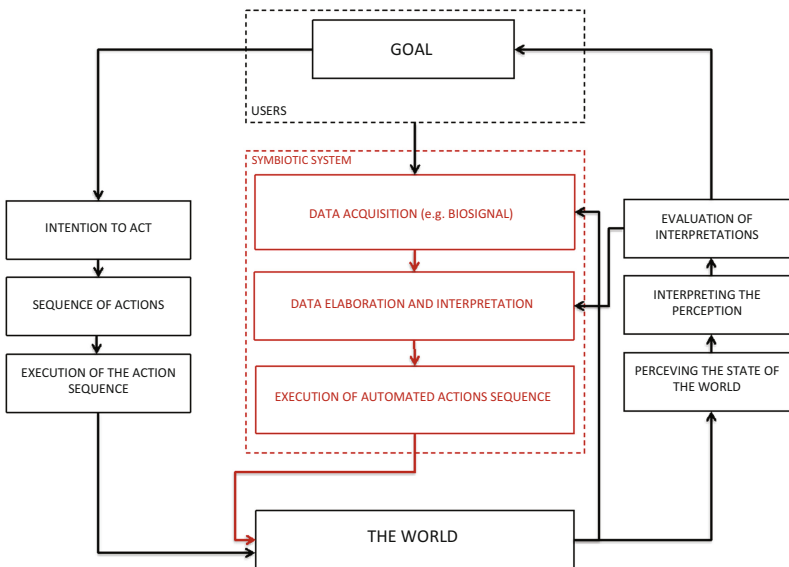 GOAL
USERS
SYMBIOTIC SYSTEM
DATA ACQUISITION (e.g. BIOSIGNAL)
DATA ELABORATION AND INTERPRETATION
EXECUTION OF AUTOMATED ACTIONS SEQUENCE
INTENTION TO ACT
SEQUENCE OF ACTIONS
EXECUTION OF THE ACTION
SEQUENCE
EVALUATION OF
INTERPRETATIONS
INTERPRETING THE
PERCEPTION
PERCEVING THE STATE OF
THE WORLD
THE WORLD